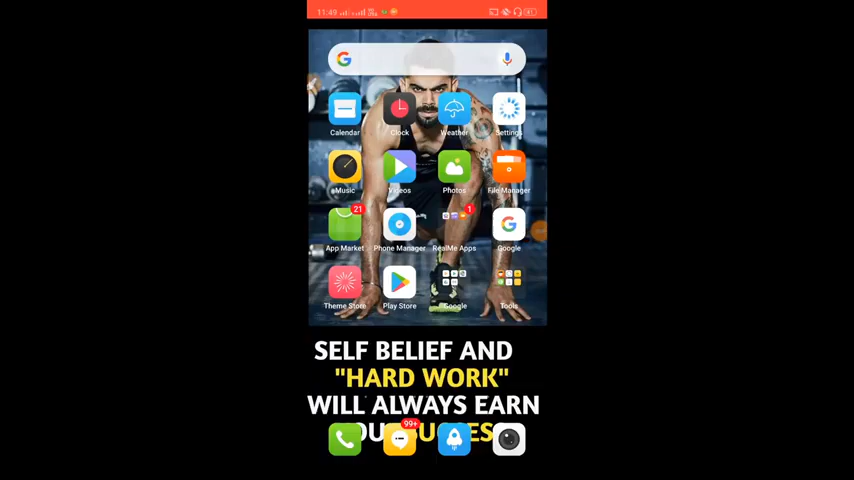 11:49
Calendar Clock Weather Settings
Music Videos Photos File Manager
21 1
App Market Phone Manager RealMe Apps Google
Theme Store Play Store Google Tools
SELF BELIEF AND
"HARD WORK"
WILL ALWAYS EARN
99+